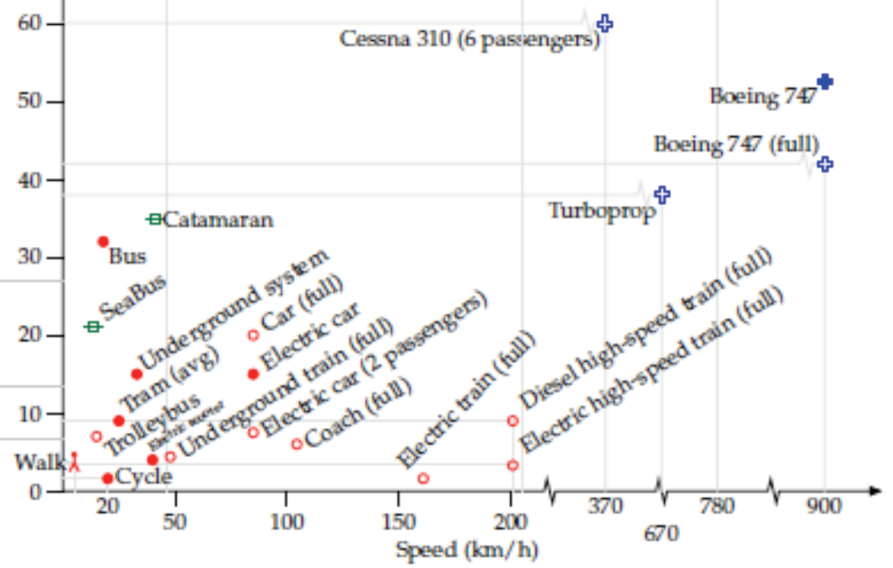 60
Cessna 310 (6 passengers)
50
Boeing 747
Boeing 747 (full)
40
Turboprop
Catamaran
Bus
30
SeaBus
Underground system
Car (full)
Electric car
20
Tram (avg)
Underground train (full)
Electric car (2 passengers)
Diesel high-speed train (full)
Electric high-speed train (full)
10
Trolleybus
Electric scooter
Coach (full)
Electric train (full)
Walk
Cycle
0
20 50 100 150 200 370 670 780 900
Speed (km/h)